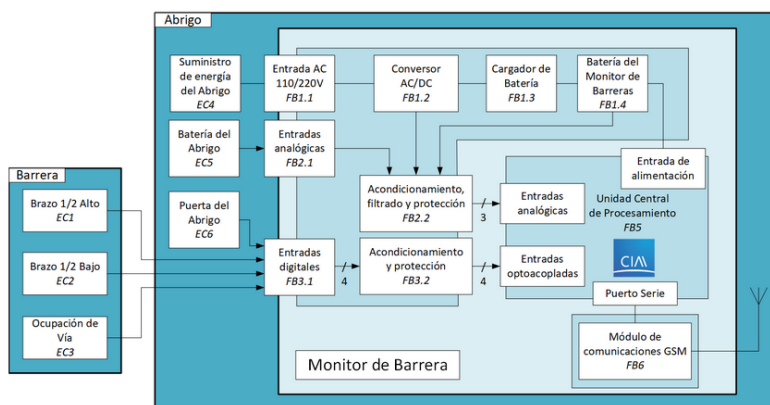 Abrigo
Suministro
de energía
del Abrigo
EC4
Entrada AC
110/220V
FB1.1
Conversor
AC/DC
FB1.2
Cargador de
Batería
FB1.3
Batería del
Monitor de
Barreras
FB1.4
Batería del
Abrigo
EC5
Entradas
analógicas
FB2.1
Entrada de
alimentación
Barrera
Brazo 1/2 Alto
EC1
Puerta del
Abrigo
EC6
Acondicionamiento,
filtrado y protección
FB2.2
3
Entradas
analógicas
Unidad Central
de Procesamiento
FB5
Brazo 1/2 Bajo
EC2
Entradas
digitales
FB3.1
4
Acondicionamiento
y protección
FB3.2
4
Entradas
optoacopladas
CIAA
Puerto Serie
Ocupación de
Vía
EC3
Monitor de Barrera
Módulo de
comunicaciones GSM
FB6